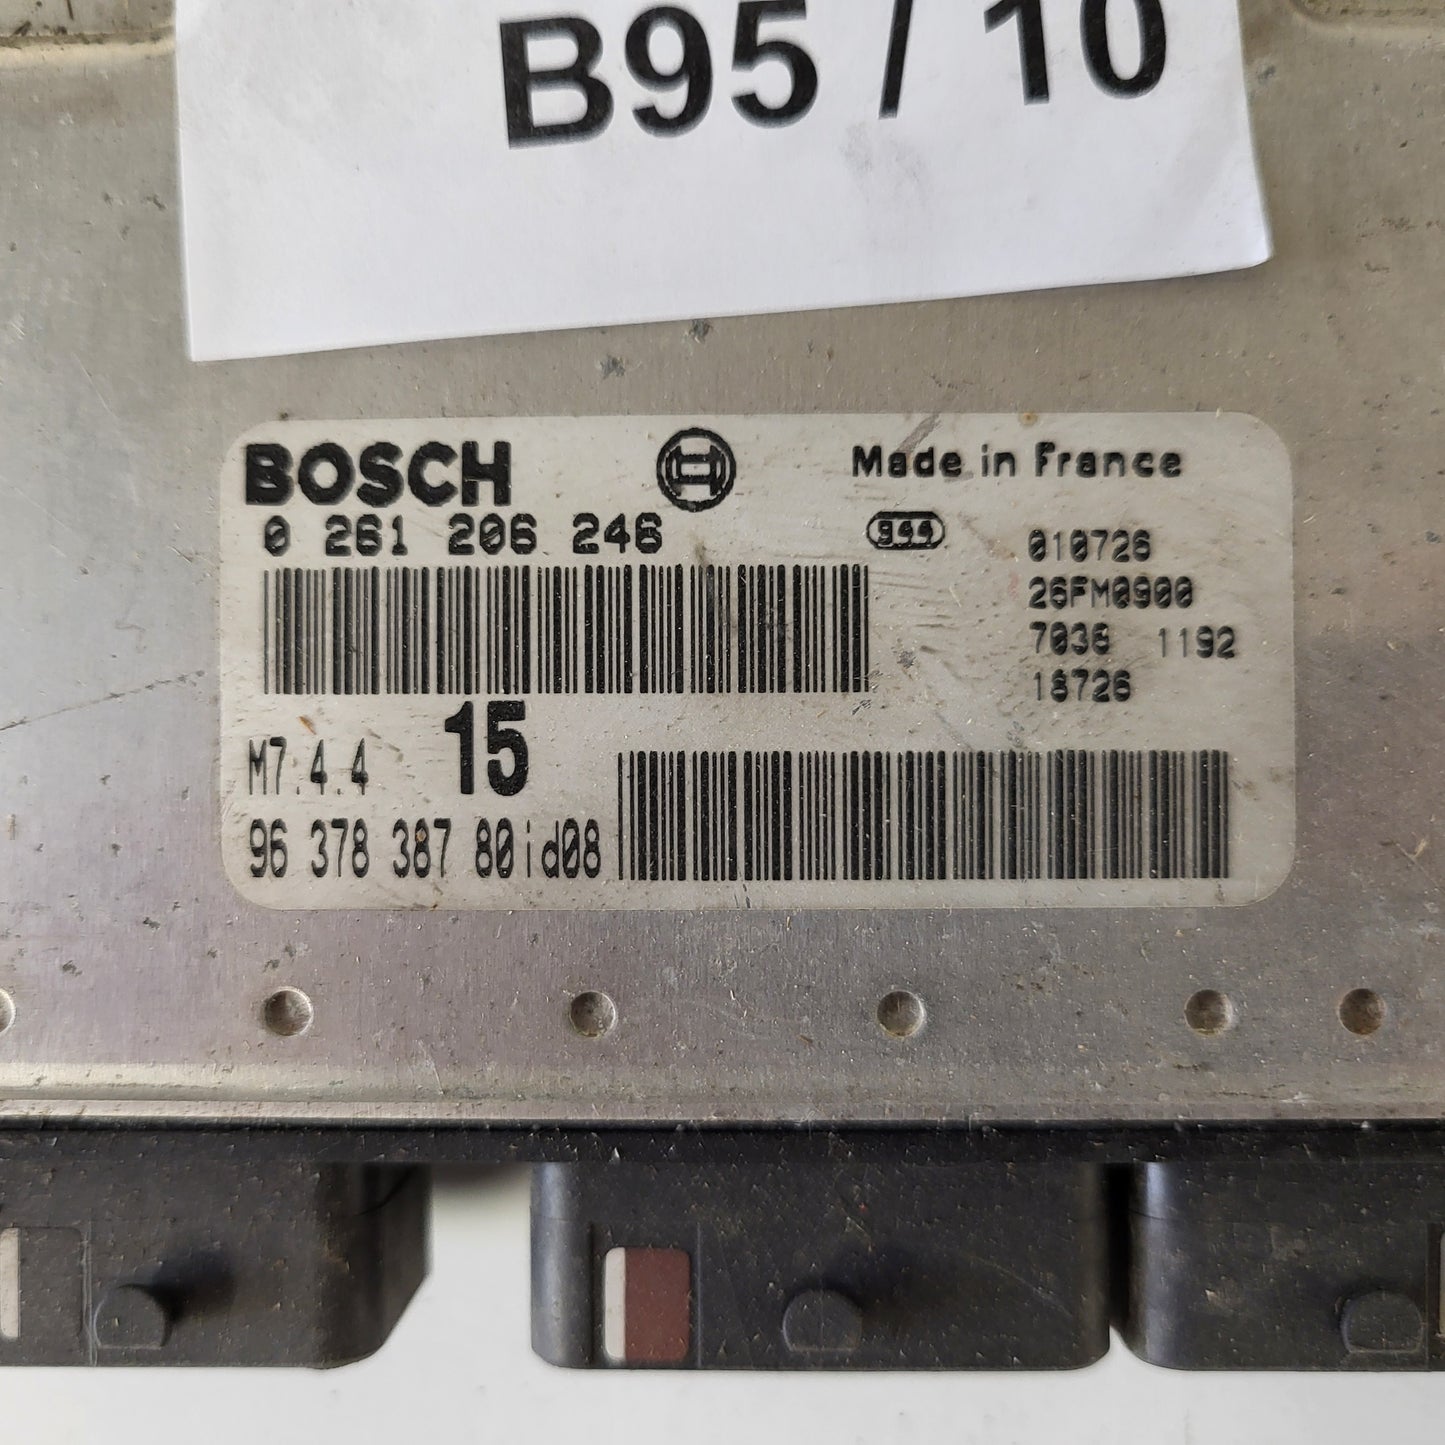 B95 / 10
BOSCH
Made in France
0 261 206 246
944
010726
26FM0900
7036 1192
18726
M7.4.4 15
96 378 387 80id08